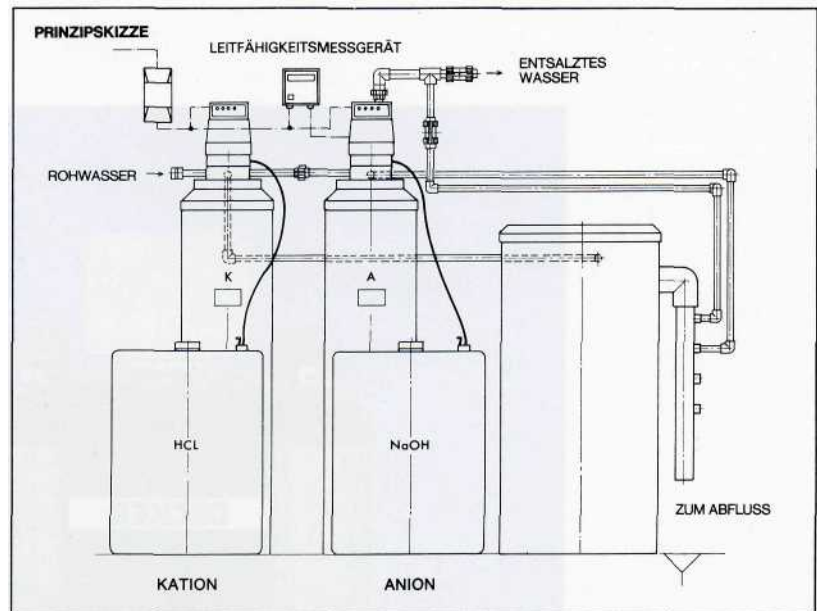 PRINZIPSKIZZE
LEITFÄHIGKEITSMESSGERÄT
ENTSALZTES
WASSER
ROHWASSER
K
A
HCL
NaOH
ZUM ABFLUSS
KATION
ANION